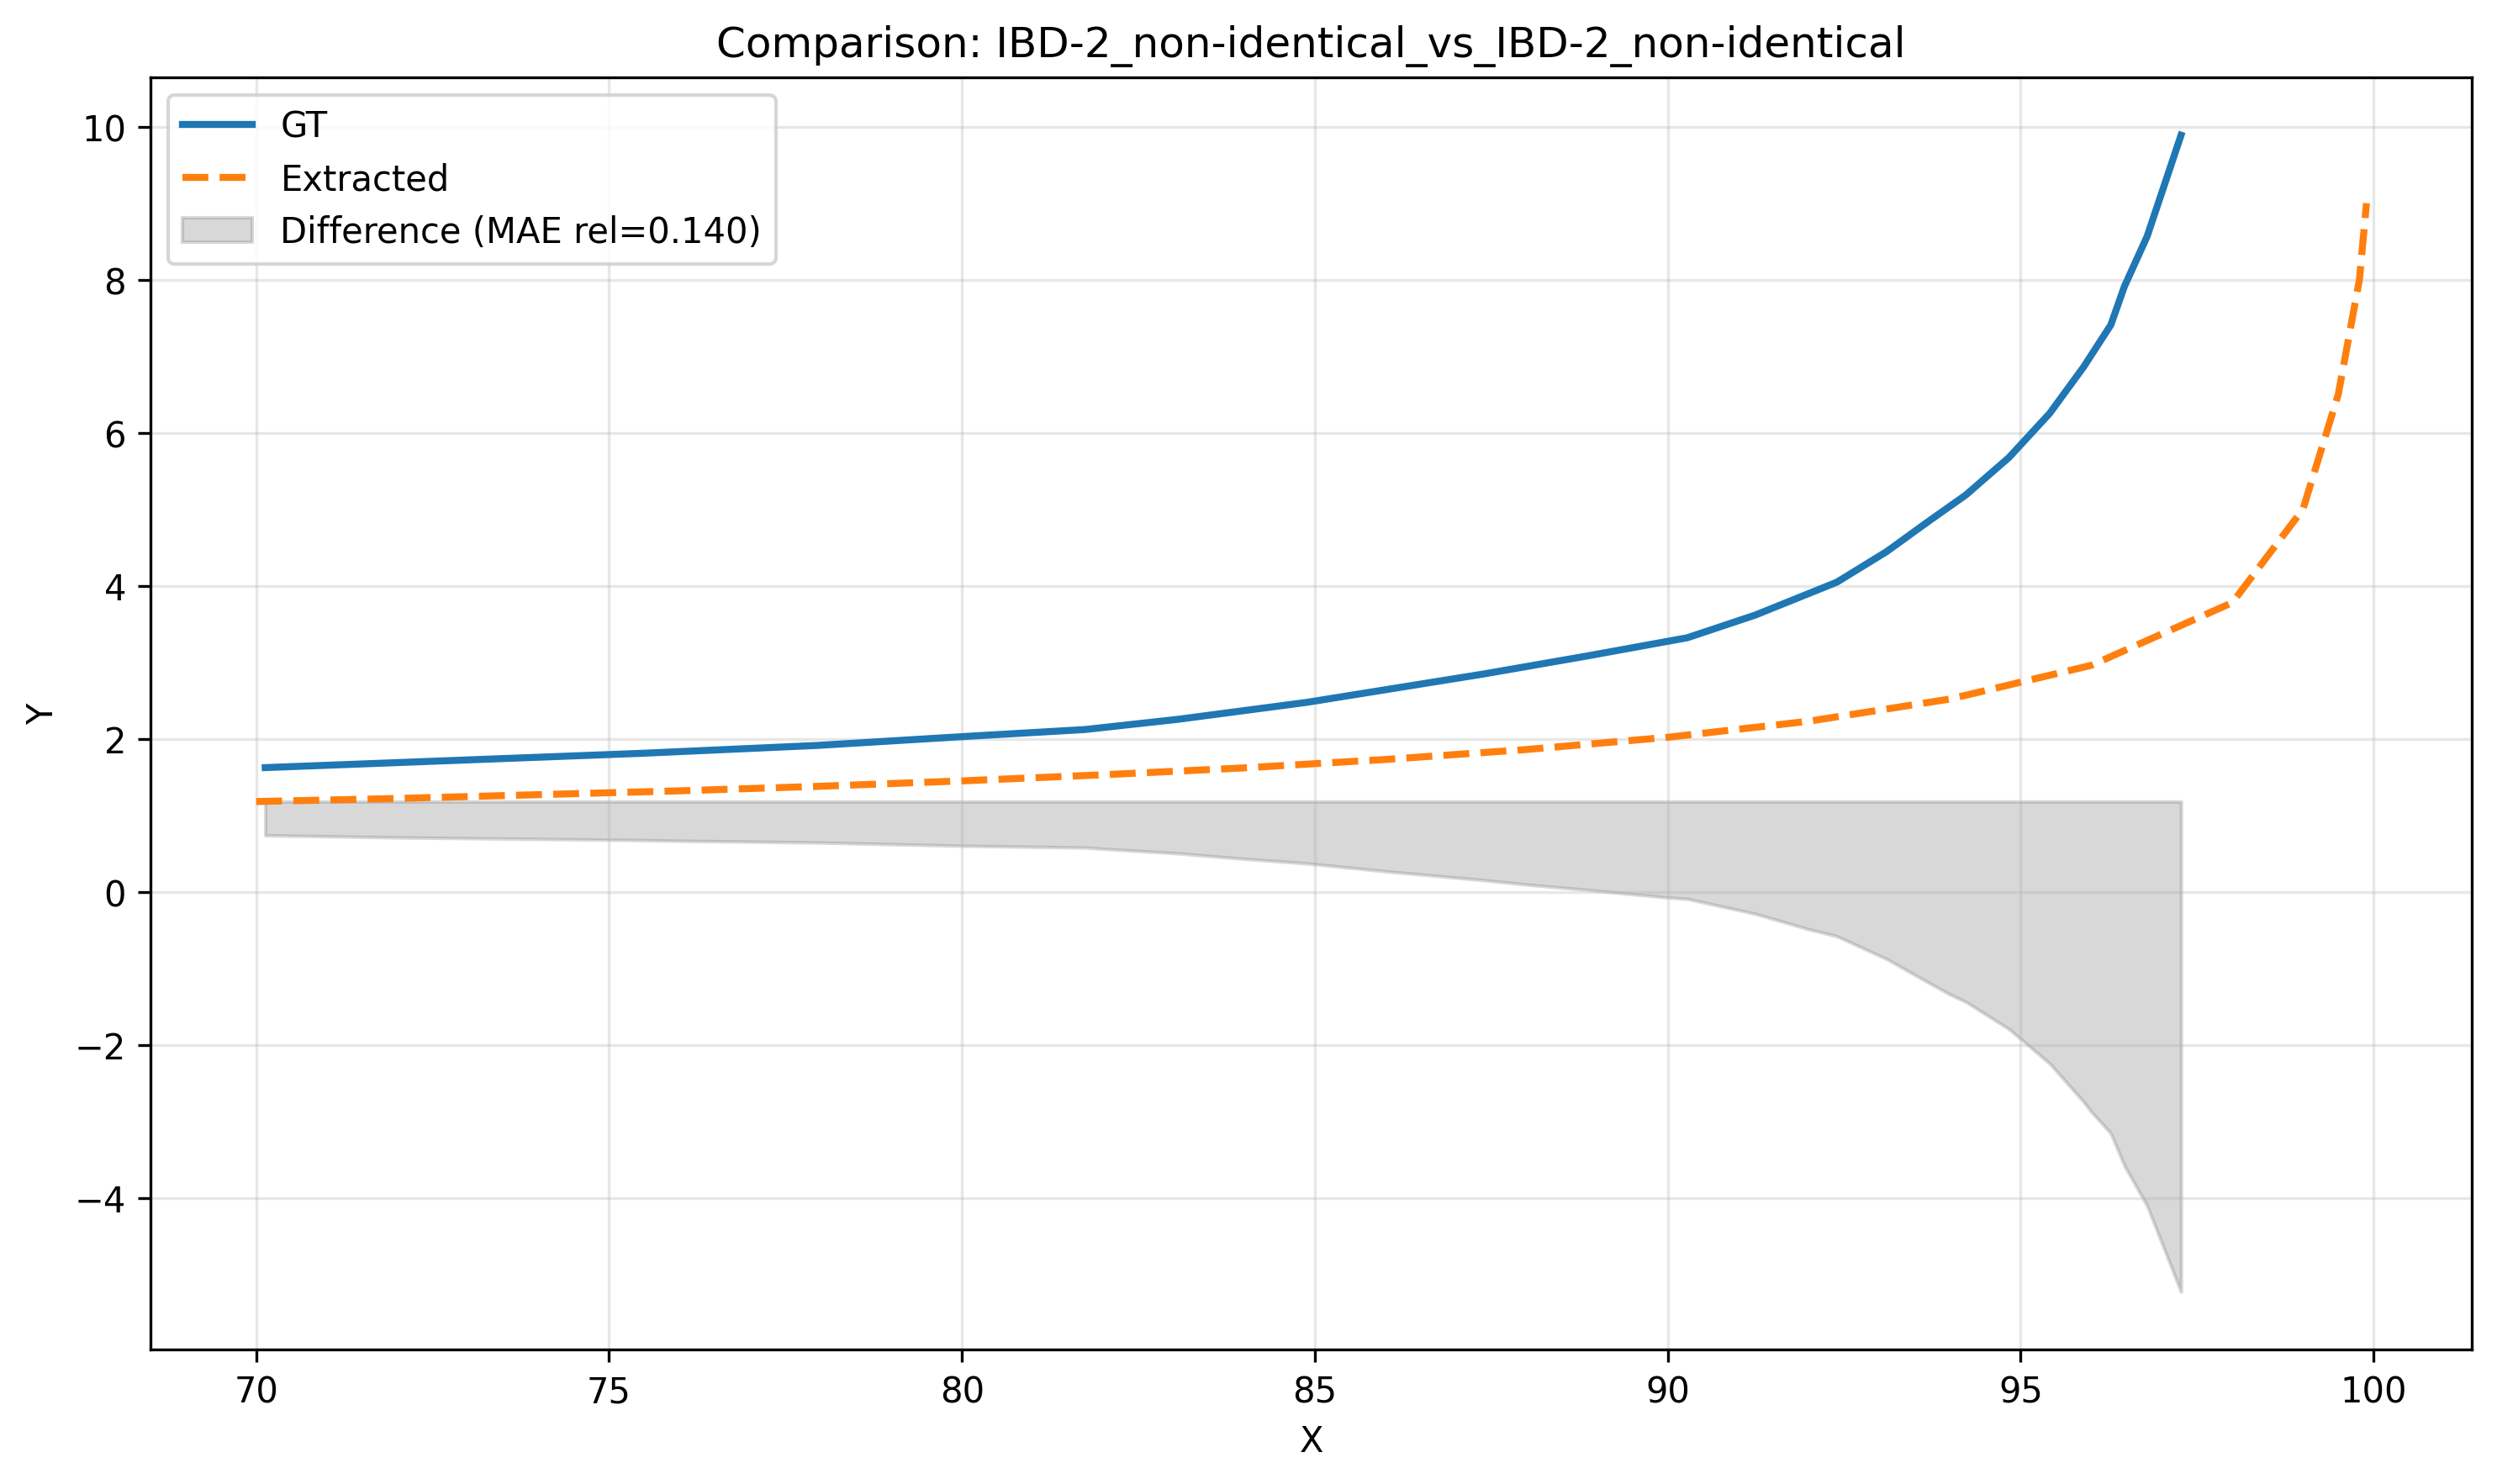 Comparison: IBD-2_non-identical_vs_IBD-2_non-identical
GT
Extracted
Difference (MAE rel=0.140)
Y
10
8
6
4
2
0
−2
−4
70 75 80 85 90 95 100
X